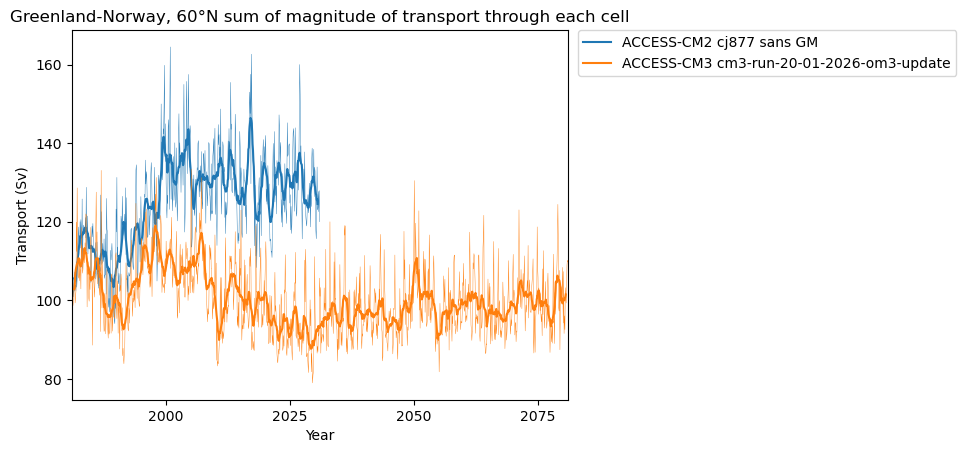 Greenland-Norway, 60°N sum of magnitude of transport through each cell
ACCESS-CM2 cj877 sans GM
ACCESS-CM3 cm3-run-20-01-2026-om3-update
160
140
120
100
80
Transport (Sv)
2000
2025
2050
2075
Year